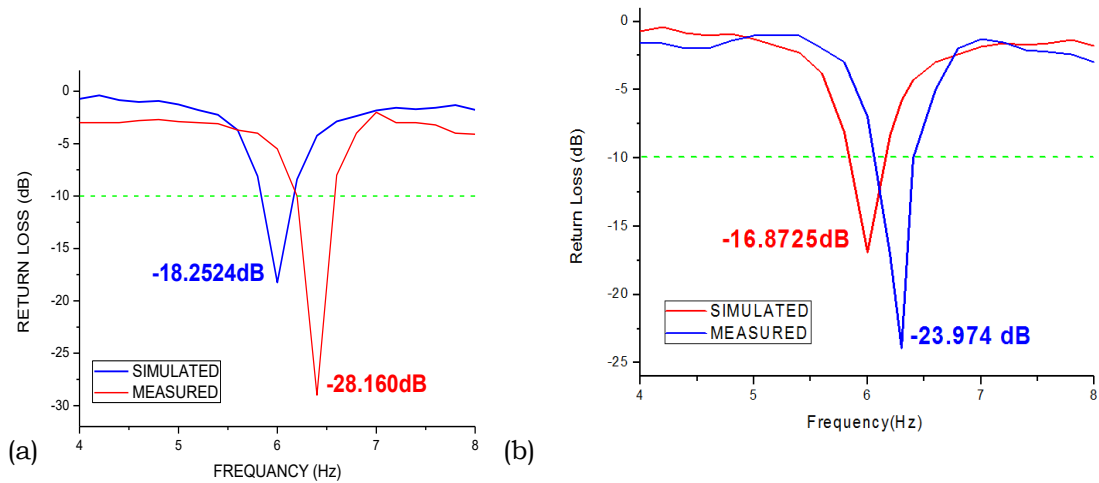 0
-5
-10
-15
-20
-25
-30
RETURN LOSS (dB)
-18.2524dB
-28.160dB
SIMULATED
MEASURED
4 5 6 7 8
FREQUANCY (Hz)
(a)
0
-5
-10
-15
-20
-25
Return Loss (dB)
-16.8725dB
-23.974 dB
SIMULATED
MEASURED
4 5 6 7 8
Frequency(Hz)
(b)